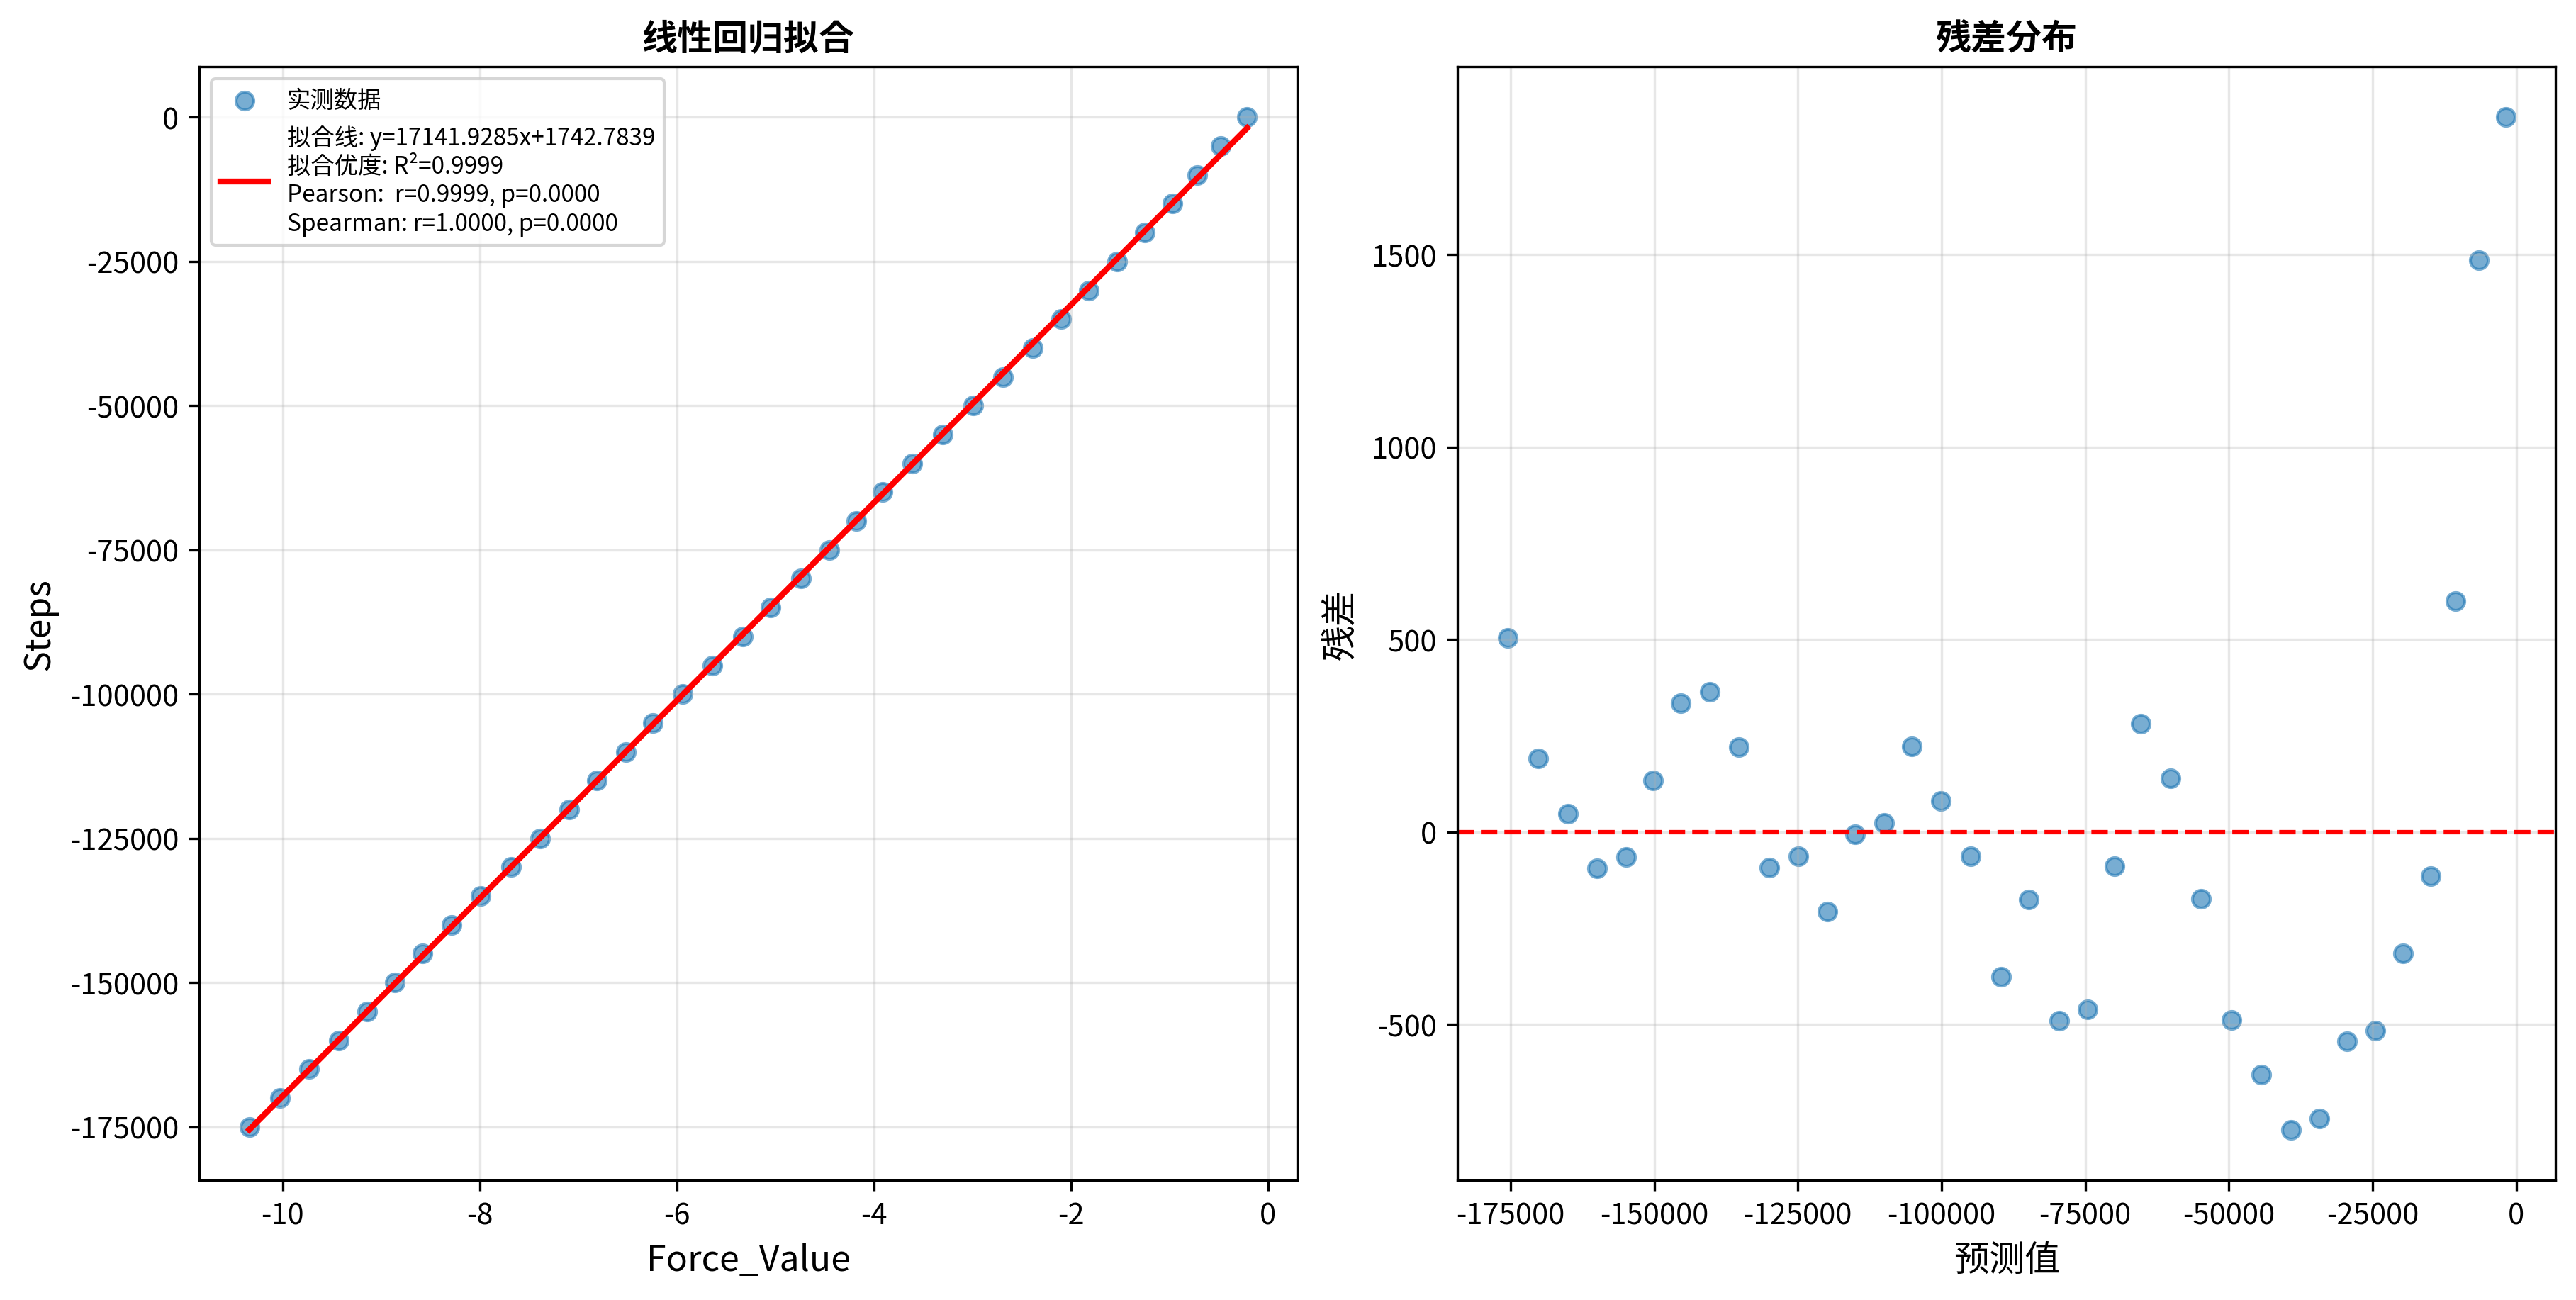 线性回归拟合
实测数据
拟合线: y=17141.9285x+1742.7839
拟合优度: R²=0.9999
Pearson:  r=0.9999, p=0.0000
Spearman: r=1.0000, p=0.0000
0
-25000
-50000
-75000
-100000
-125000
-150000
-175000
Steps
-10
-8
-6
-4
-2
0
Force_Value
残差分布
1500
1000
500
0
-500
残差
-175000
-150000
-125000
-100000
-75000
-50000
-25000
0
预测值